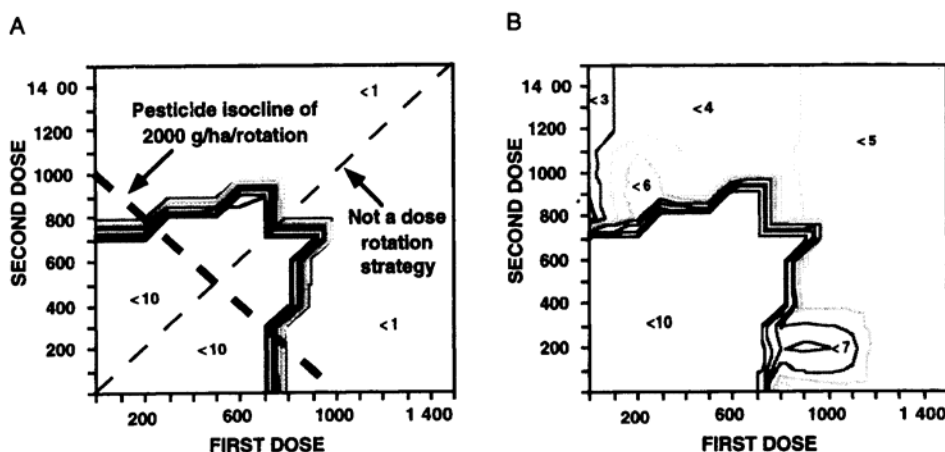 A
14 00
1200
1000
800
600
400
200
SECOND DOSE
Pesticide isocline of
2000 g/ha/rotation
<1
Not a dose
rotation
strategy
<10
<10
<1
200
600
1000
1 400
FIRST DOSE
B
14 00
1200
1000
800
600
400
200
SECOND DOSE
<3
<4
<5
<6
<10
<7
200
600
1000
1 400
FIRST DOSE